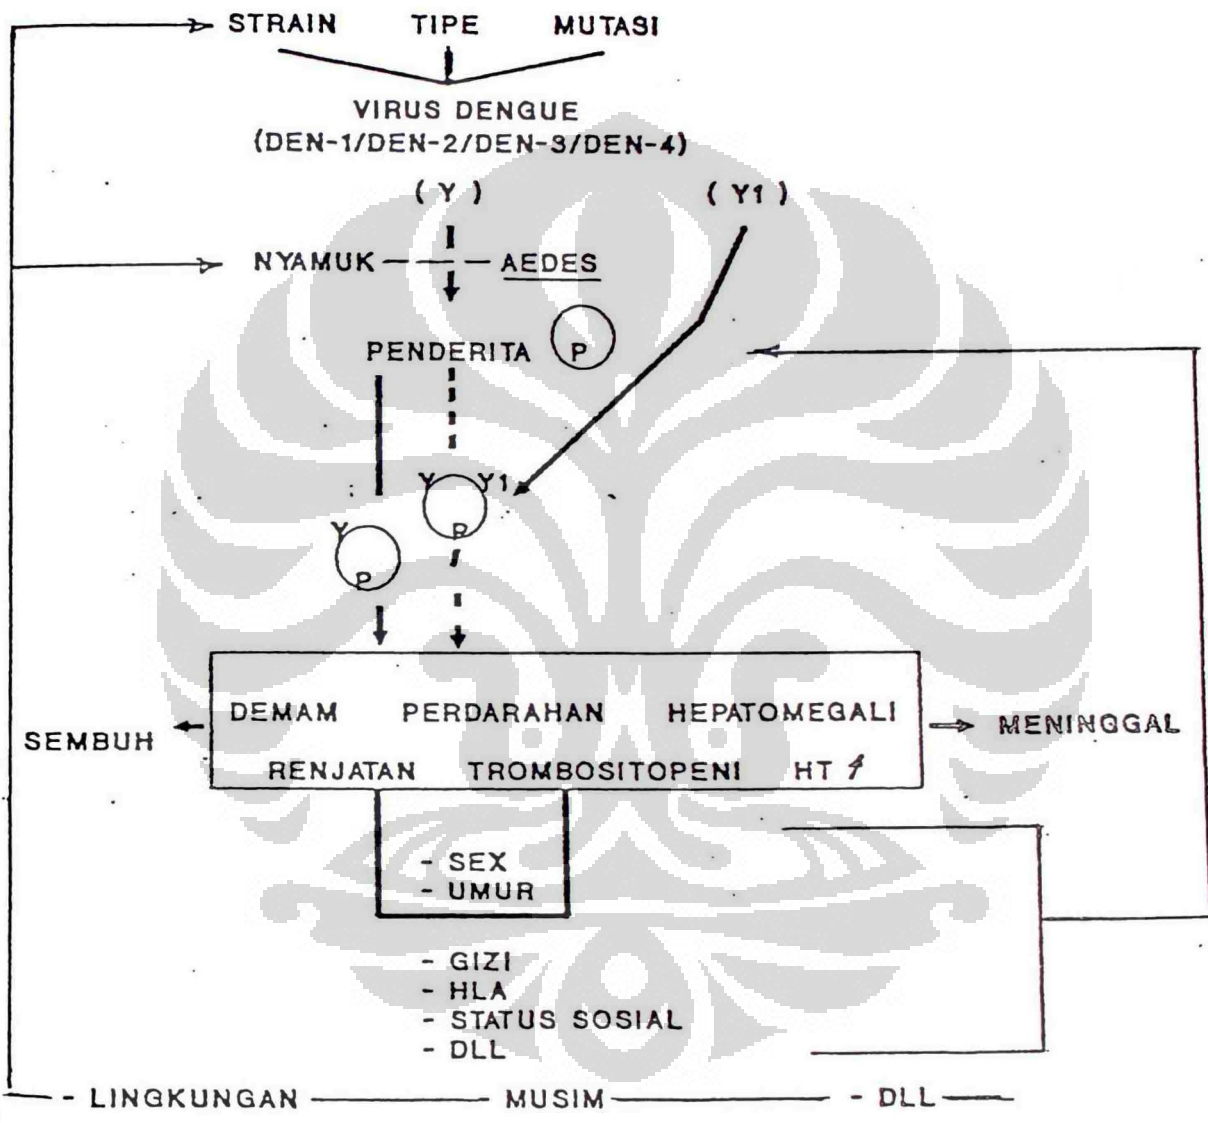 STRAIN TIPE MUTASI
VIRUS DENGUE
(DEN-1/DEN-2/DEN-3/DEN-4)
( Y ) ( Y1 )
NYAMUK AEDES
P
PENDERITA
Y Y1
P
Y
P
DEMAM PERDARAHAN HEPATOMEGALI
SEMBUH MENINGGAL
RENJATAN TROMBOSITOPENI HT
- SEX
- UMUR
- GIZI
- HLA
- STATUS SOSIAL
- DLL
- LINGKUNGAN MUSIM - DLL